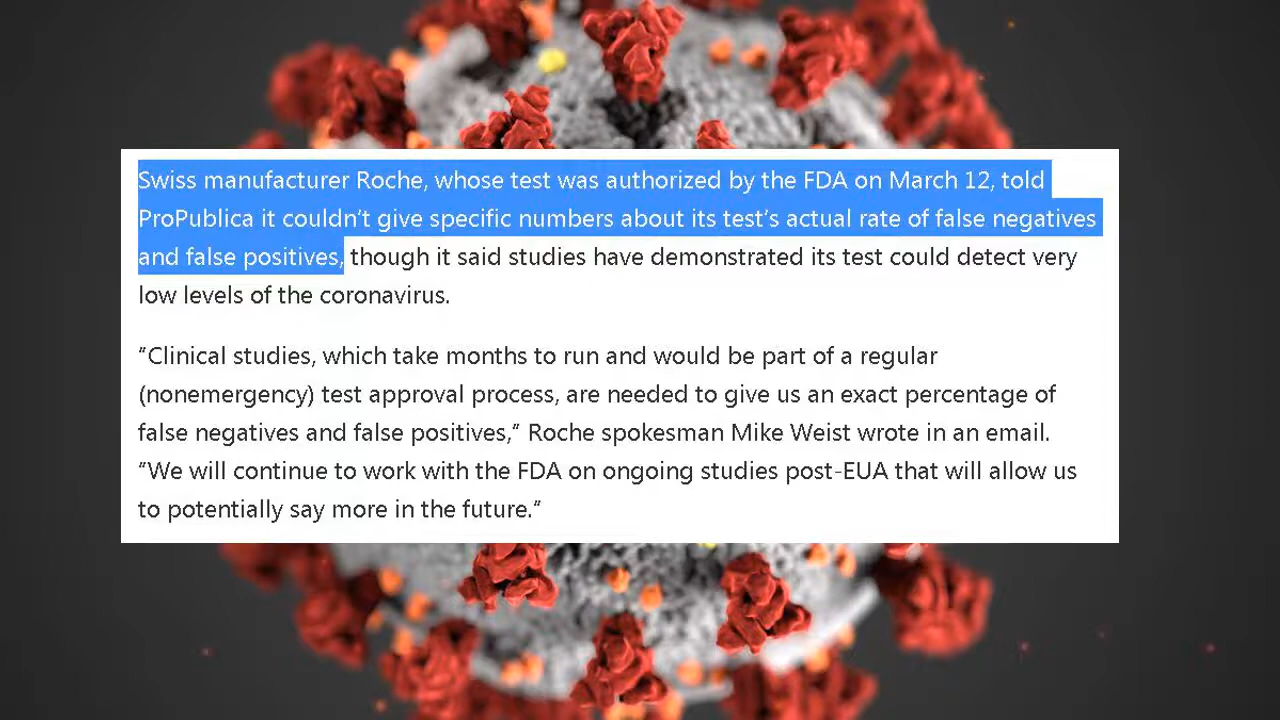 Swiss manufacturer Roche, whose test was authorized by the FDA on March 12, told
ProPublica it couldn't give specific numbers about its test's actual rate of false negatives
and false positives, though it said studies have demonstrated its test could detect very
low levels of the coronavirus.
"Clinical studies, which take months to run and would be part of a regular
(nonemergency) test approval process, are needed to give us an exact percentage of
false negatives and false positives," Roche spokesman Mike Weist wrote in an email.
"We will continue to work with the FDA on ongoing studies post-EUA that will allow us
to potentially say more in the future."